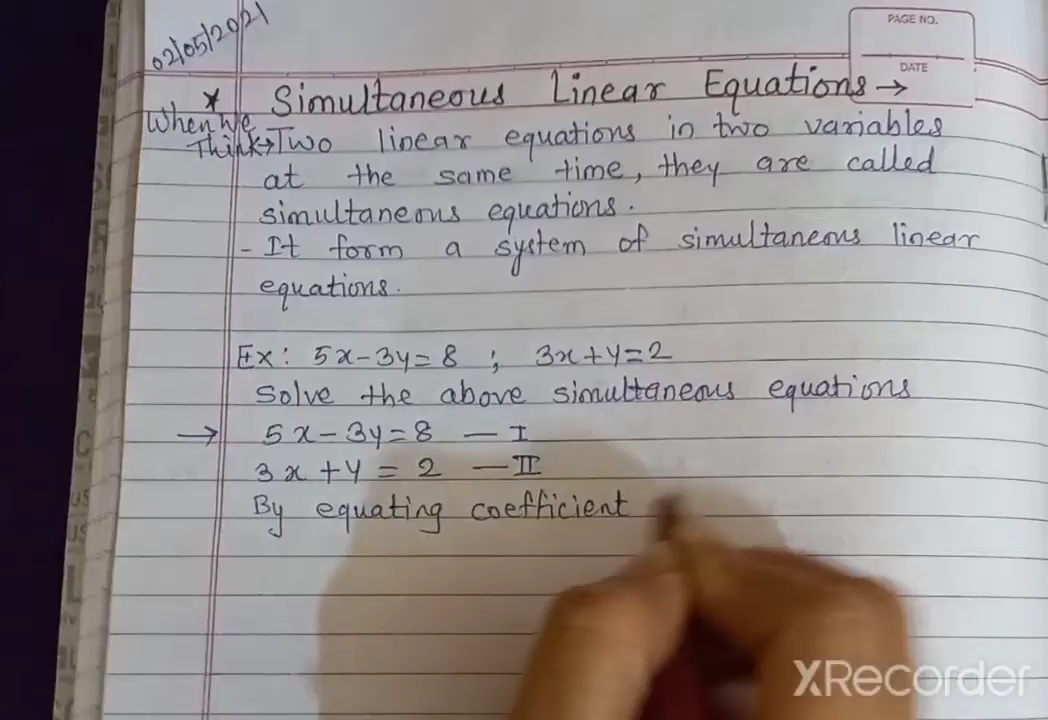 02/05/2021
PAGE NO.
DATE
* Simultaneous Linear Equations →
When we
Think → Two linear equations in two variables
at the same time, they are called
simultaneous equations.
- It form a system of simultaneous linear
equations.
Ex: 5x-3y=8 ; 3x+y=2
Solve the above simultaneous equations
→ 5x-3y=8 — I
3x+y = 2 — II
By equating coefficient
XRecorder